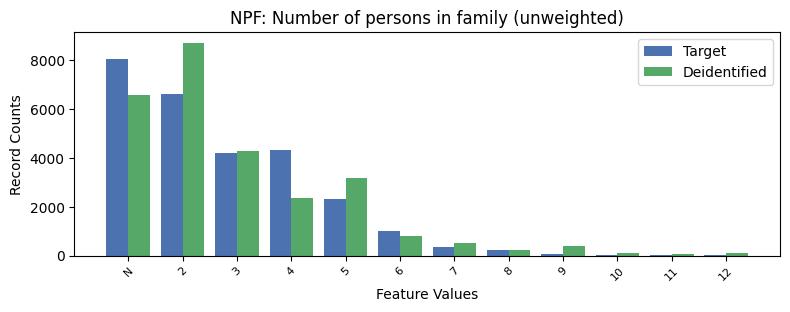 NPF: Number of persons in family (unweighted)
Target
Deidentified
Record Counts
8000
6000
4000
2000
0
N 2 3 4 5 6 7 8 9 10 11 12
Feature Values